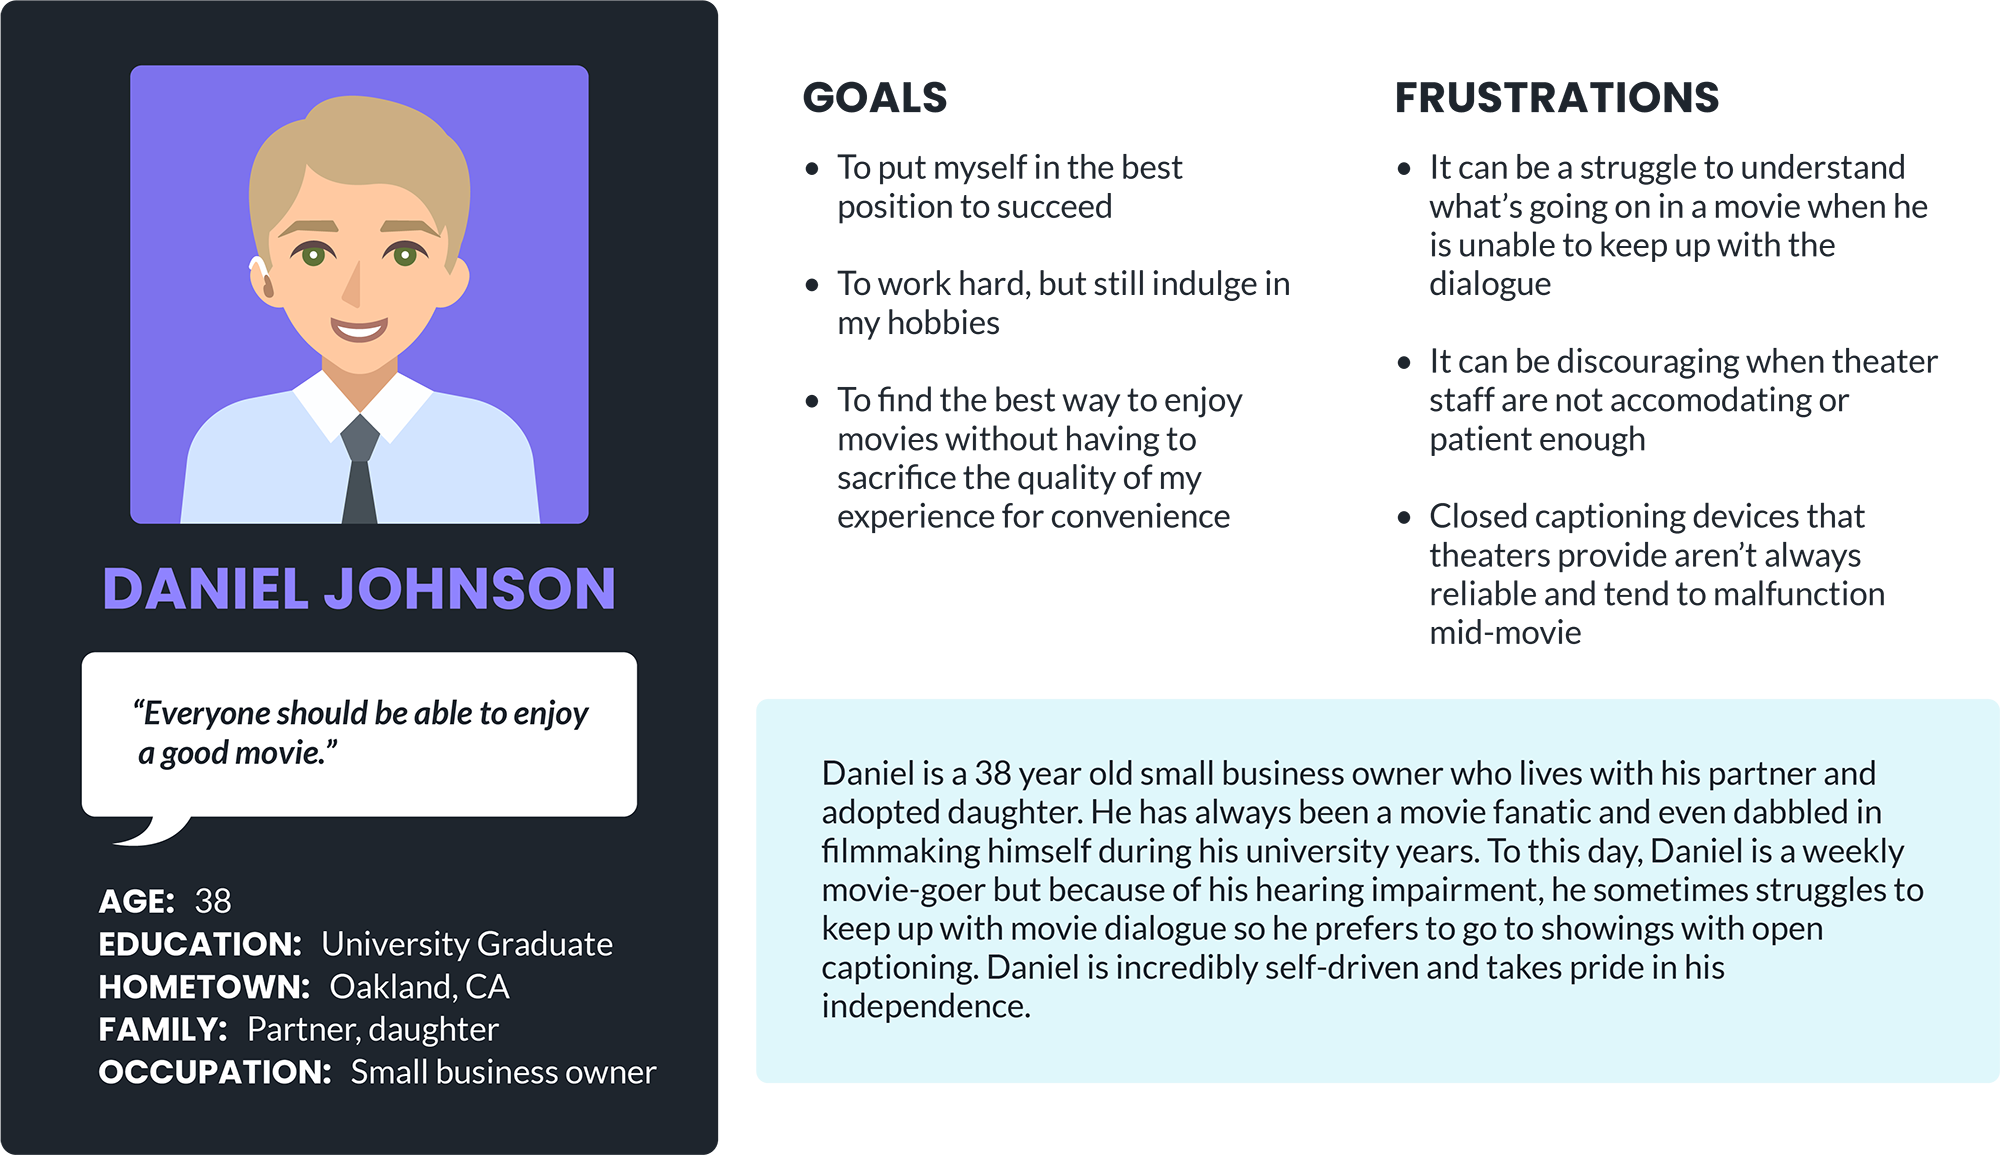 DANIEL JOHNSON
“Everyone should be able to enjoy
a good movie.”
AGE: 38
EDUCATION: University Graduate
HOMETOWN: Oakland, CA
FAMILY: Partner, daughter
OCCUPATION: Small business owner
GOALS
• To put myself in the best
position to succeed
• To work hard, but still indulge in
my hobbies
• To find the best way to enjoy
movies without having to
sacrifice the quality of my
experience for convenience
FRUSTRATIONS
• It can be a struggle to understand
what’s going on in a movie when he
is unable to keep up with the
dialogue
• It can be discouraging when theater
staff are not accomodating or
patient enough
• Closed captioning devices that
theaters provide aren’t always
reliable and tend to malfunction
mid-movie
Daniel is a 38 year old small business owner who lives with his partner and
adopted daughter. He has always been a movie fanatic and even dabbled in
filmmaking himself during his university years. To this day, Daniel is a weekly
movie-goer but because of his hearing impairment, he sometimes struggles to
keep up with movie dialogue so he prefers to go to showings with open
captioning. Daniel is incredibly self-driven and takes pride in his
independence.